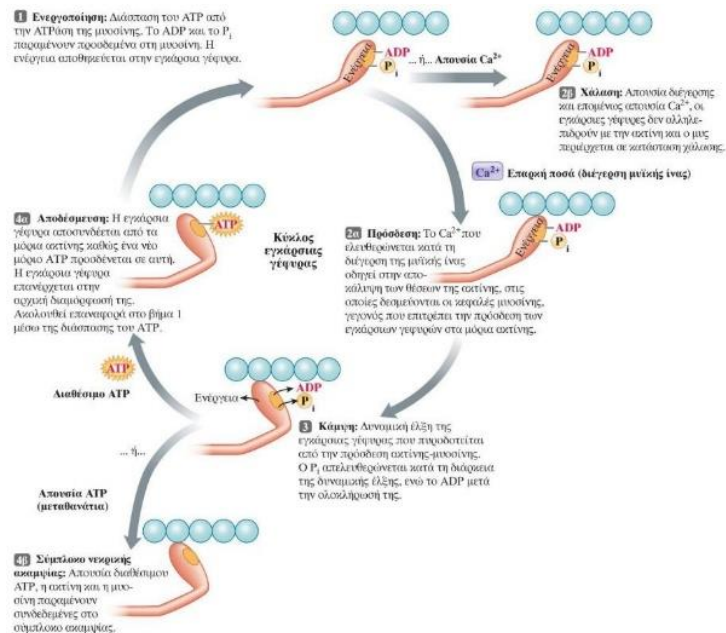 1 Ενεργοποίηση: Διάσπαση του ATP από
την ATPάση της μυοσίνης. Το ADP και το Pi
παραμένουν προσδεμένα στη μυοσίνη. Η
ενέργεια αποθηκεύεται στην εγκάρσια γέφυρα.
Ενέργεια
ADP
Pi
... ή... Απουσία Ca2+
Ενέργεια
ADP
Pi
2β Χάλαση: Απουσία διέγερσης
και επομένως απουσία Ca2+, οι
εγκάρσιες γέφυρες δεν αλληλε-
πιδρούν με την ακτίνη και ο μυς
περιέρχεται σε κατάσταση χάλασης.
Ca2+ Επαρκή ποσά (διέγερση μυϊκής ίνας)
Ενέργεια
ADP
Pi
2α Πρόσδεση: Το Ca2+ που
ελευθερώνεται κατά τη
διέγερση της μυϊκής ίνας
οδηγεί στην απο-
κάλυψη των θέσεων της ακτίνης, στις
οποίες δεσμεύονται οι κεφαλές μυοσίνης,
γεγονός που επιτρέπει την πρόσδεση των
εγκάρσιων γεφυρών στα μόρια ακτίνης.
Κύκλος
εγκάρσιας
γέφυρας
ATP
4α Αποδέσμευση: Η εγκάρσια
γέφυρα αποσυνδέεται από τα
μόρια ακτίνης καθώς ένα νέο
μόριο ATP προσδένεται σε αυτή.
Η εγκάρσια γέφυρα
επανέρχεται στην
αρχική διαμόρφωσή της.
Ακολουθεί επαναφορά στο βήμα 1
μέσω της διάσπασης του ATP.
ATP
Διαθέσιμο ATP
Ενέργεια
ADP
Pi
3 Κάμψη: Δυναμική έλξη της
εγκάρσιας γέφυρας που πυροδοτείται
από την πρόσδεση ακτίνης-μυοσίνης.
Ο Pi απελευθερώνεται κατά τη διάρκεια
της δυναμικής έλξης, ενώ το ADP μετά
την ολοκλήρωσή της.
... ή...
Απουσία ATP
(μεταθανάτια)
4β Σύμπλοκο νεκρικής
ακαμψίας: Απουσία διαθέσιμου
ATP, η ακτίνη και η μυο-
σίνη παραμένουν
συνδεδεμένες στο
σύμπλοκο ακαμψίας.